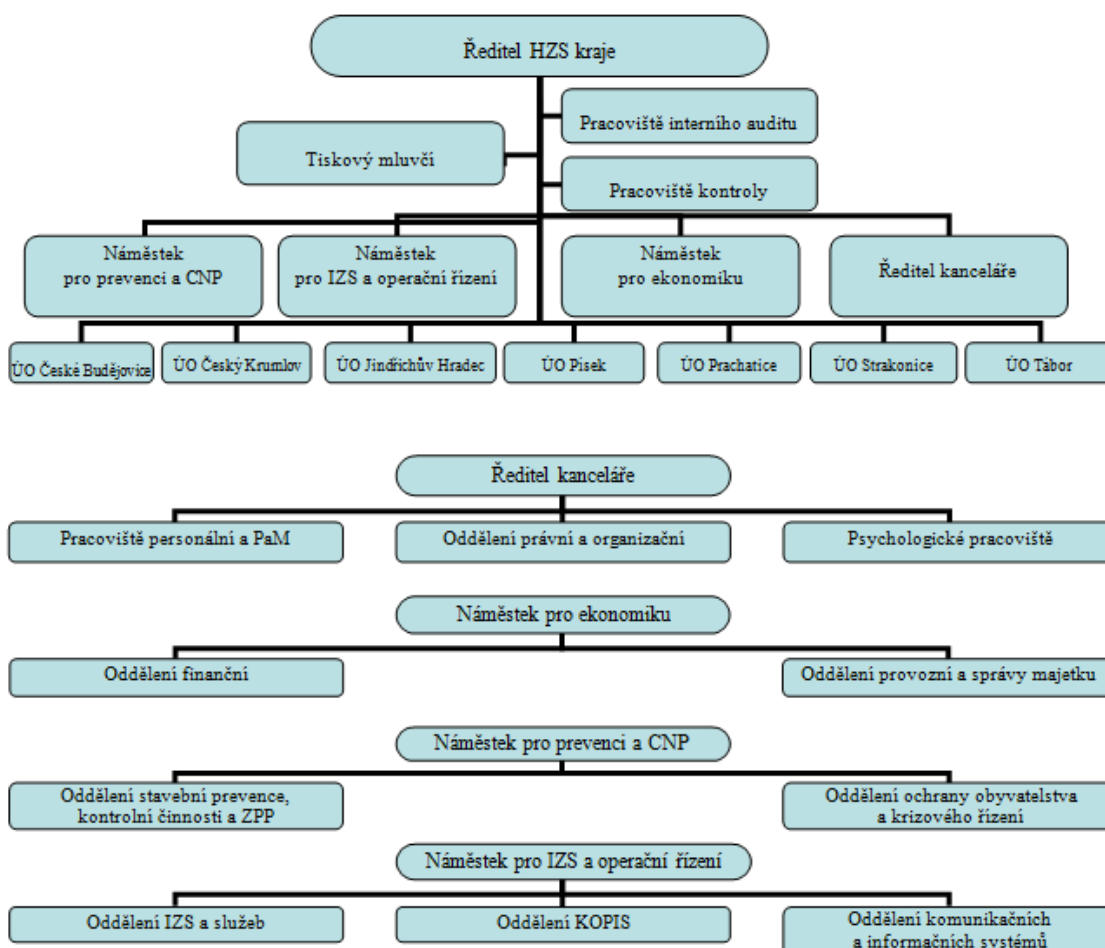 Ředitel HZS kraje
Pracoviště interního auditu
Tiskový mluvčí
Pracoviště kontroly
Náměstek
pro prevenci a CNP
Náměstek
pro IZS a operační řízení
Náměstek
pro ekonomiku
Ředitel kanceláře
ÚO České Budějovice
ÚO Český Krumlov
ÚO Jindřichův Hradec
ÚO Písek
ÚO Prachatice
ÚO Strakonice
ÚO Tábor
Ředitel kanceláře
Pracoviště personální a PaM
Oddělení právní a organizační
Psychologické pracoviště
Náměstek pro ekonomiku
Oddělení finanční
Oddělení provozní a správy majetku
Náměstek pro prevenci a CNP
Oddělení stavební prevence,
kontrolní činnosti a ZPP
Oddělení ochrany obyvatelstva
a krizového řízení
Náměstek pro IZS a operační řízení
Oddělení IZS a služeb
Oddělení KOPIS
Oddělení komunikačních
a informačních systémů